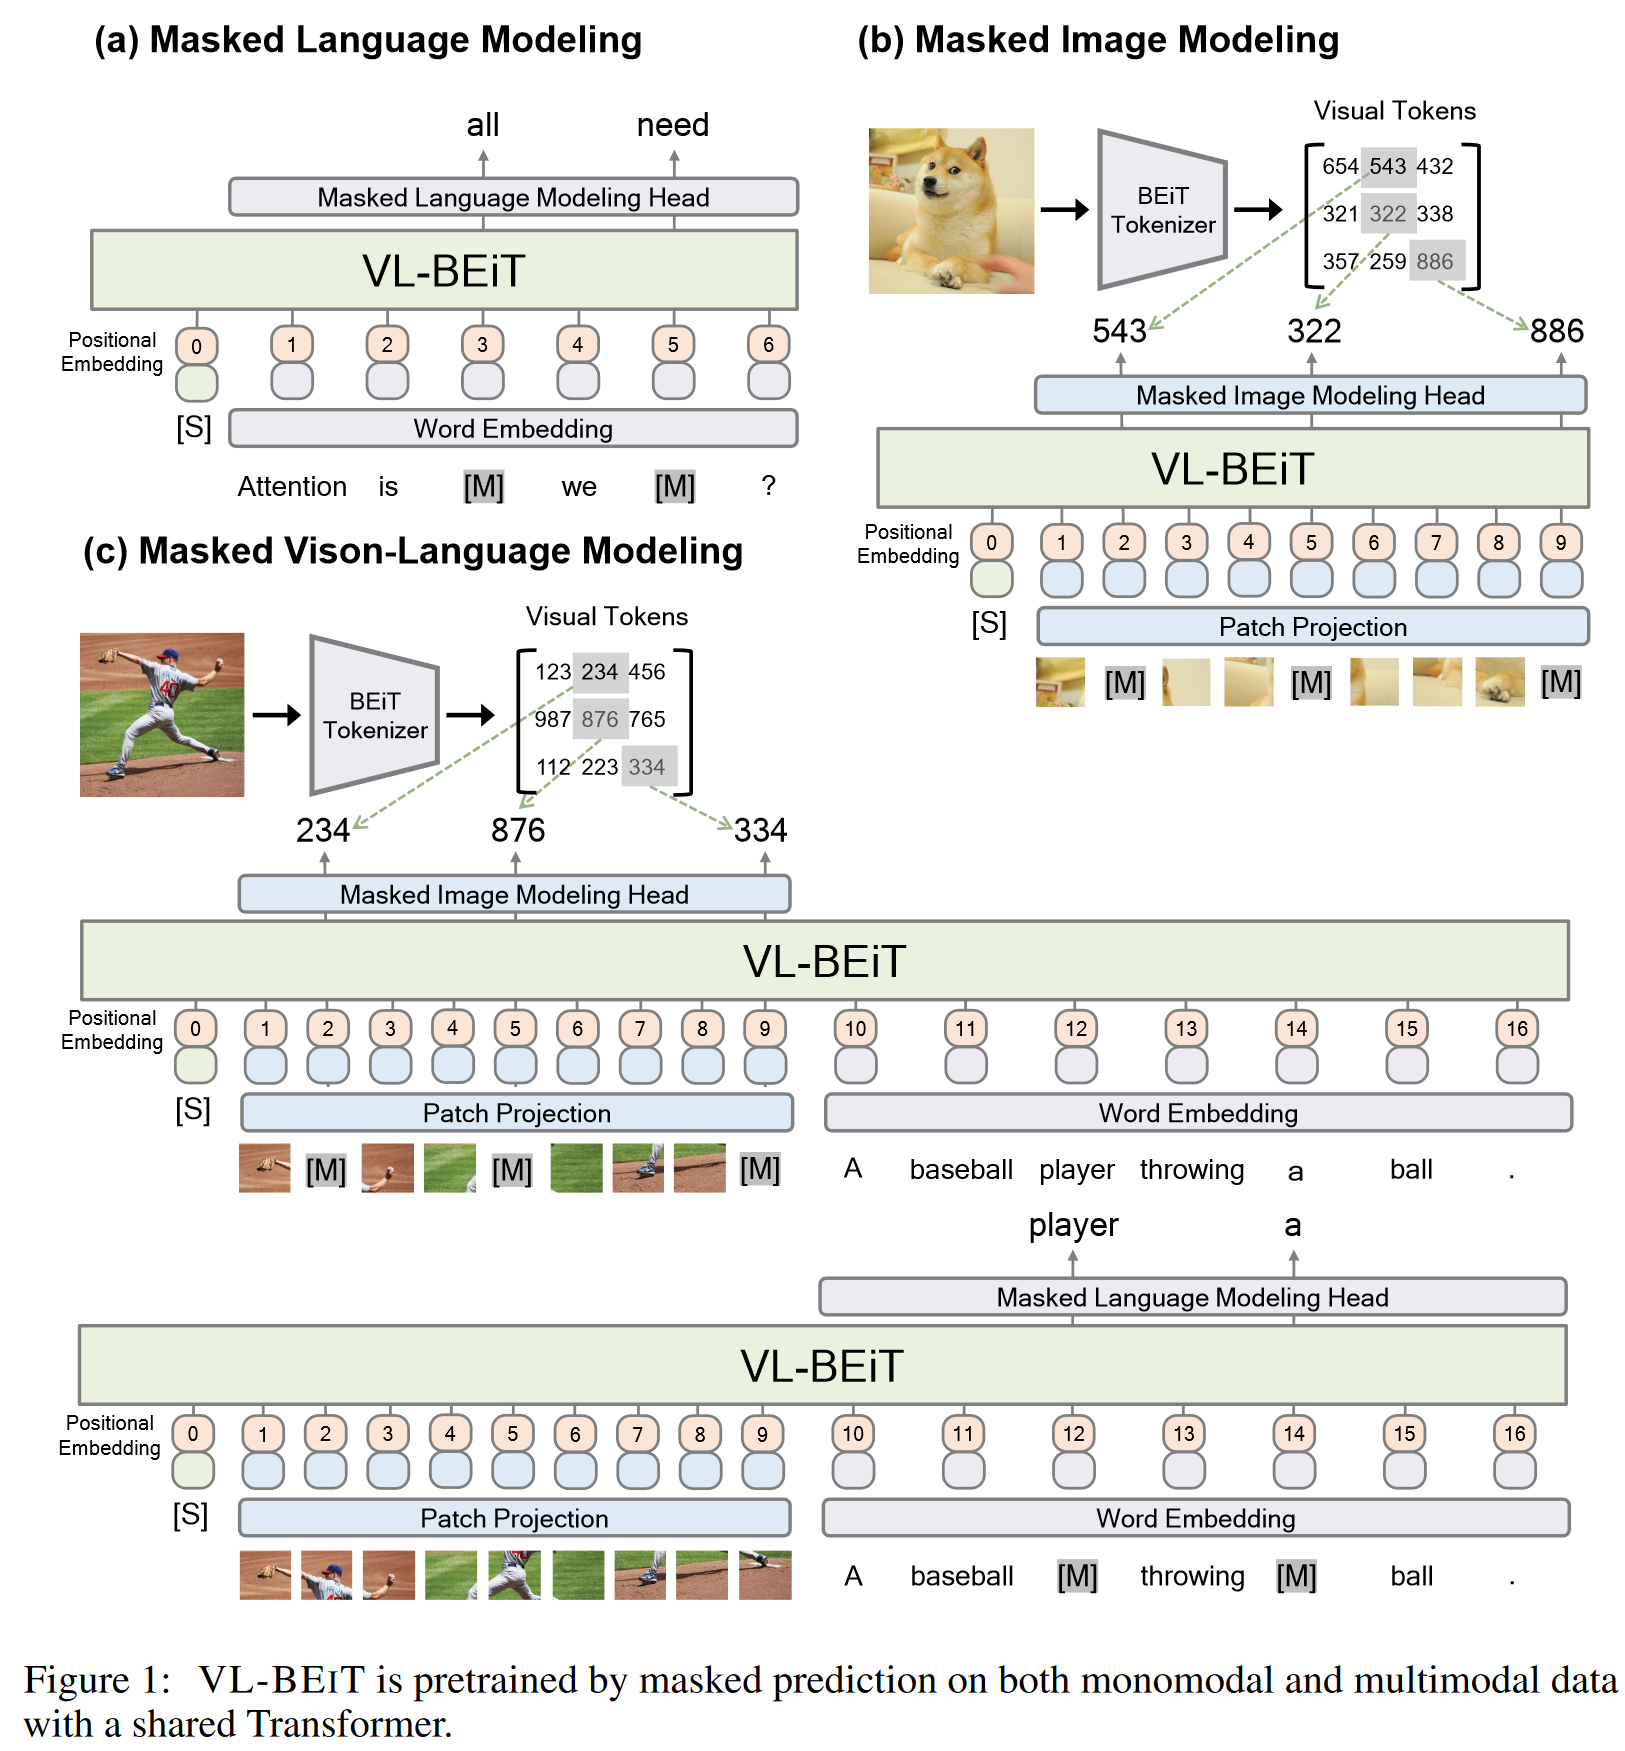 (a) Masked Language Modeling
all need
Masked Language Modeling Head
VL-BEiT
Positional Embedding
0 1 2 3 4 5 6
[S]
Word Embedding
Attention is [M] we [M] ?
(b) Masked Image Modeling
Visual Tokens
BEiT
Tokenizer
654 543 432
321 322 338
357 259 886
543 322 886
Masked Image Modeling Head
VL-BEiT
Positional
Embedding
0 1 2 3 4 5 6 7 8 9
[S]
Patch Projection
[M] [M] [M]
(c) Masked Vison-Language Modeling
Visual Tokens
40
BEiT
Tokenizer
123 234 456
987 876 765
112 223 334
234 876 334
Masked Image Modeling Head
VL-BEiT
Positional
Embedding
0 1 2 3 4 5 6 7 8 9 10 11 12 13 14 15 16
[S]
Patch Projection
Word Embedding
[M] [M] [M] A baseball player throwing a ball .
player a
Masked Language Modeling Head
VL-BEiT
Positional
Embedding
0 1 2 3 4 5 6 7 8 9 10 11 12 13 14 15 16
[S]
Patch Projection
Word Embedding
A baseball [M] throwing [M] ball .
Figure 1: VL-BEIT is pretrained by masked prediction on both monomodal and multimodal data
with a shared Transformer.